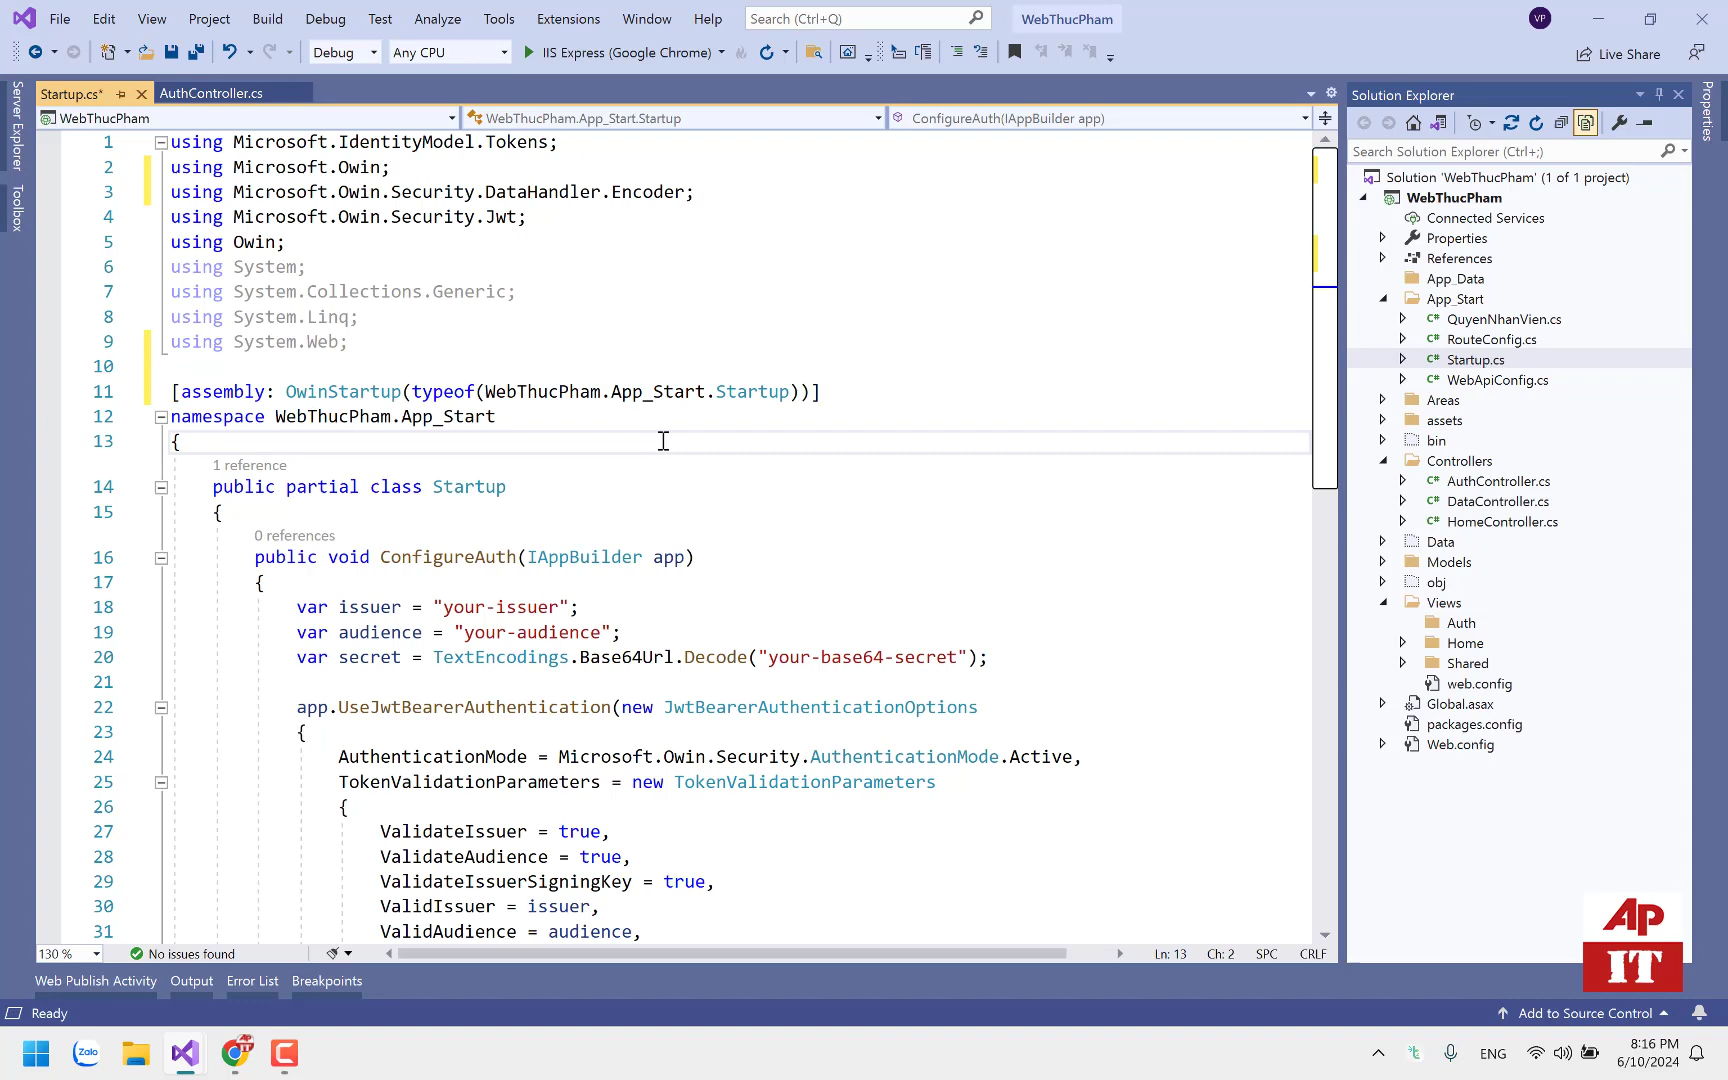 File Edit View Project Build Debug Test Analyze Tools Extensions Window Help Search (Ctrl+Q) WebThucPham VP
Debug Any CPU IIS Express (Google Chrome) Live Share
Server Explorer
Toolbox
Startup.cs* AuthController.cs
WebThucPham WebThucPham.App_Start.Startup ConfigureAuth(IAppBuilder app)
1 using Microsoft.IdentityModel.Tokens;
2 using Microsoft.Owin;
3 using Microsoft.Owin.Security.DataHandler.Encoder;
4 using Microsoft.Owin.Security.Jwt;
5 using Owin;
6 using System;
7 using System.Collections.Generic;
8 using System.Linq;
9 using System.Web;
10
11 [assembly: OwinStartup(typeof(WebThucPham.App_Start.Startup))]
12 namespace WebThucPham.App_Start
13 {
1 reference
14 public partial class Startup
15 {
0 references
16 public void ConfigureAuth(IAppBuilder app)
17 {
18 var issuer = "your-issuer";
19 var audience = "your-audience";
20 var secret = TextEncodings.Base64Url.Decode("your-base64-secret");
21
22 app.UseJwtBearerAuthentication(new JwtBearerAuthenticationOptions
23 {
24 AuthenticationMode = Microsoft.Owin.Security.AuthenticationMode.Active,
25 TokenValidationParameters = new TokenValidationParameters
26 {
27 ValidateIssuer = true,
28 ValidateAudience = true,
29 ValidateIssuerSigningKey = true,
30 ValidIssuer = issuer,
31 ValidAudience = audience,
130 % No issues found Ln: 13 Ch: 2 SPC CRLF
Solution Explorer
Search Solution Explorer (Ctrl+;)
Solution 'WebThucPham' (1 of 1 project)
WebThucPham
Connected Services
Properties
References
App_Data
App_Start
C# QuyenNhanVien.cs
C# RouteConfig.cs
C# Startup.cs
C# WebApiConfig.cs
Areas
assets
bin
Controllers
C# AuthController.cs
C# DataController.cs
C# HomeController.cs
Data
Models
obj
Views
Auth
Home
Shared
web.config
Global.asax
packages.config
Web.config
Properties
AP
IT
Web Publish Activity Output Error List Breakpoints
Ready Add to Source Control
Zalo AP IT ENG 8:16 PM
6/10/2024